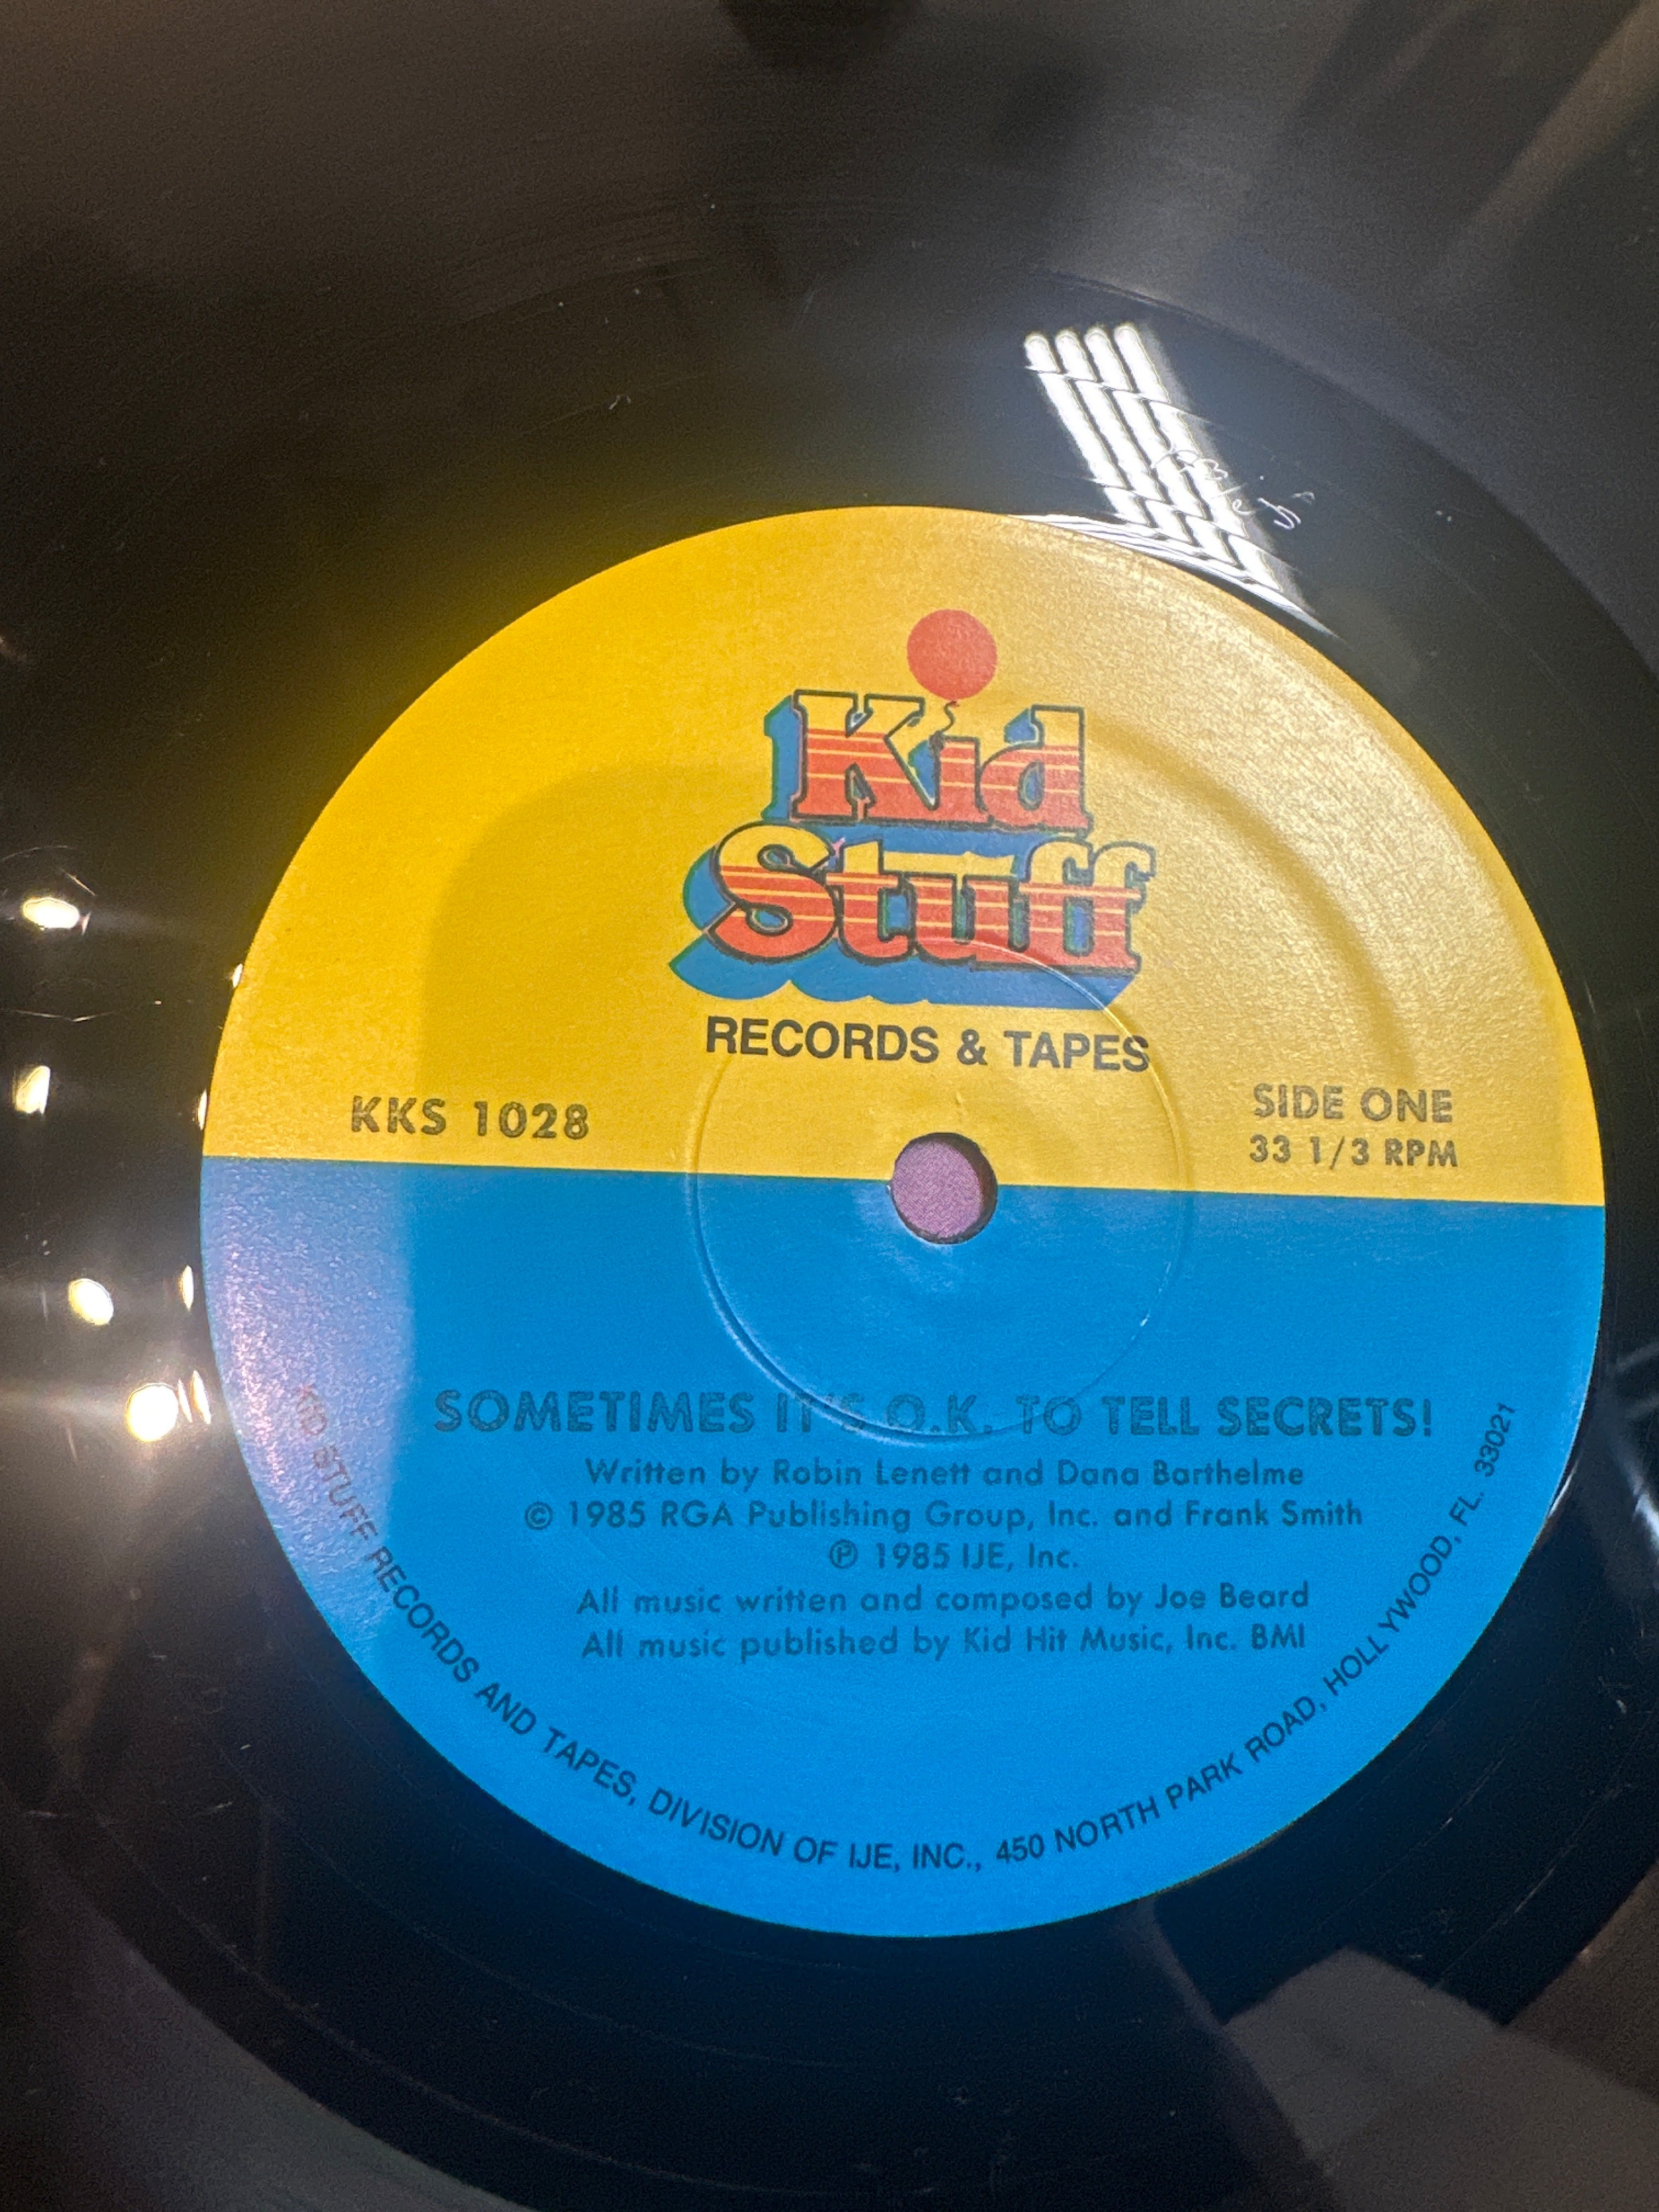 Kid
Stuff
RECORDS & TAPES
KKS 1028
SIDE ONE
33 1/3 RPM
SOMETIMES IT'S O.K. TO TELL SECRETS!
Written by Robin Lenett and Dana Barthelme
© 1985 RGA Publishing Group, Inc. and Frank Smith
℗ 1985 IJE, Inc.
All music written and composed by Joe Beard
All music published by Kid Hit Music, Inc. BMI
KID STUFF RECORDS AND TAPES, DIVISION OF IJE, INC., 450 NORTH PARK ROAD, HOLLYWOOD, FL. 33021